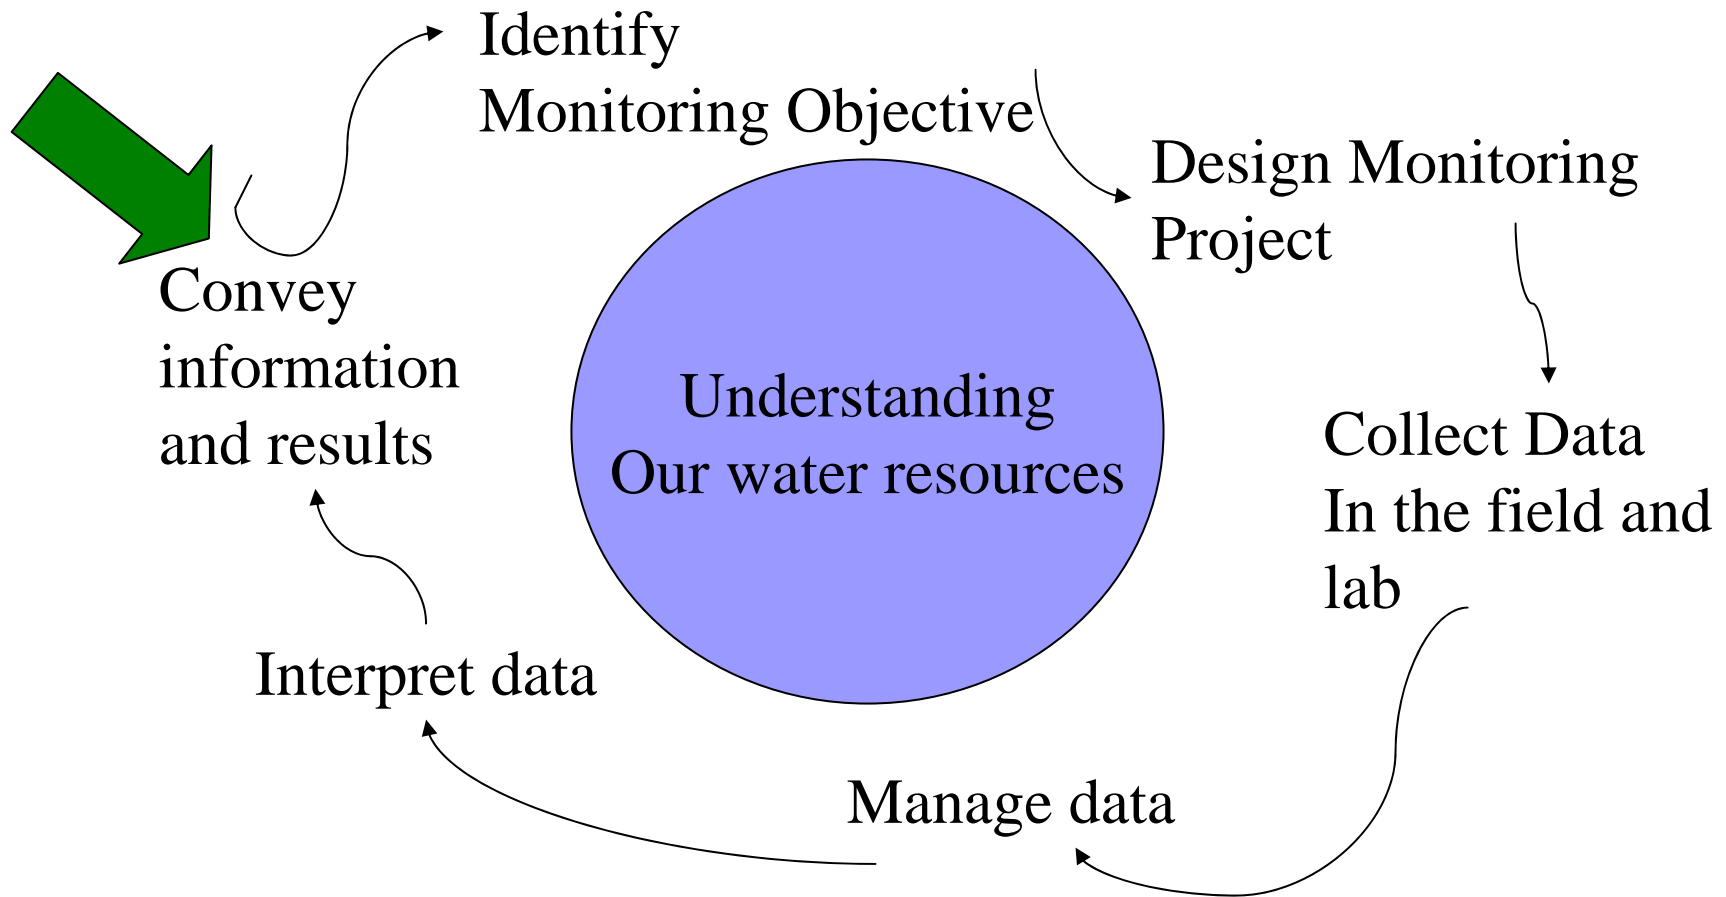 Identify
Monitoring Objective
Design Monitoring
Project
Collect Data
In the field and
lab
Manage data
Interpret data
Convey
information
and results
Understanding
Our water resources